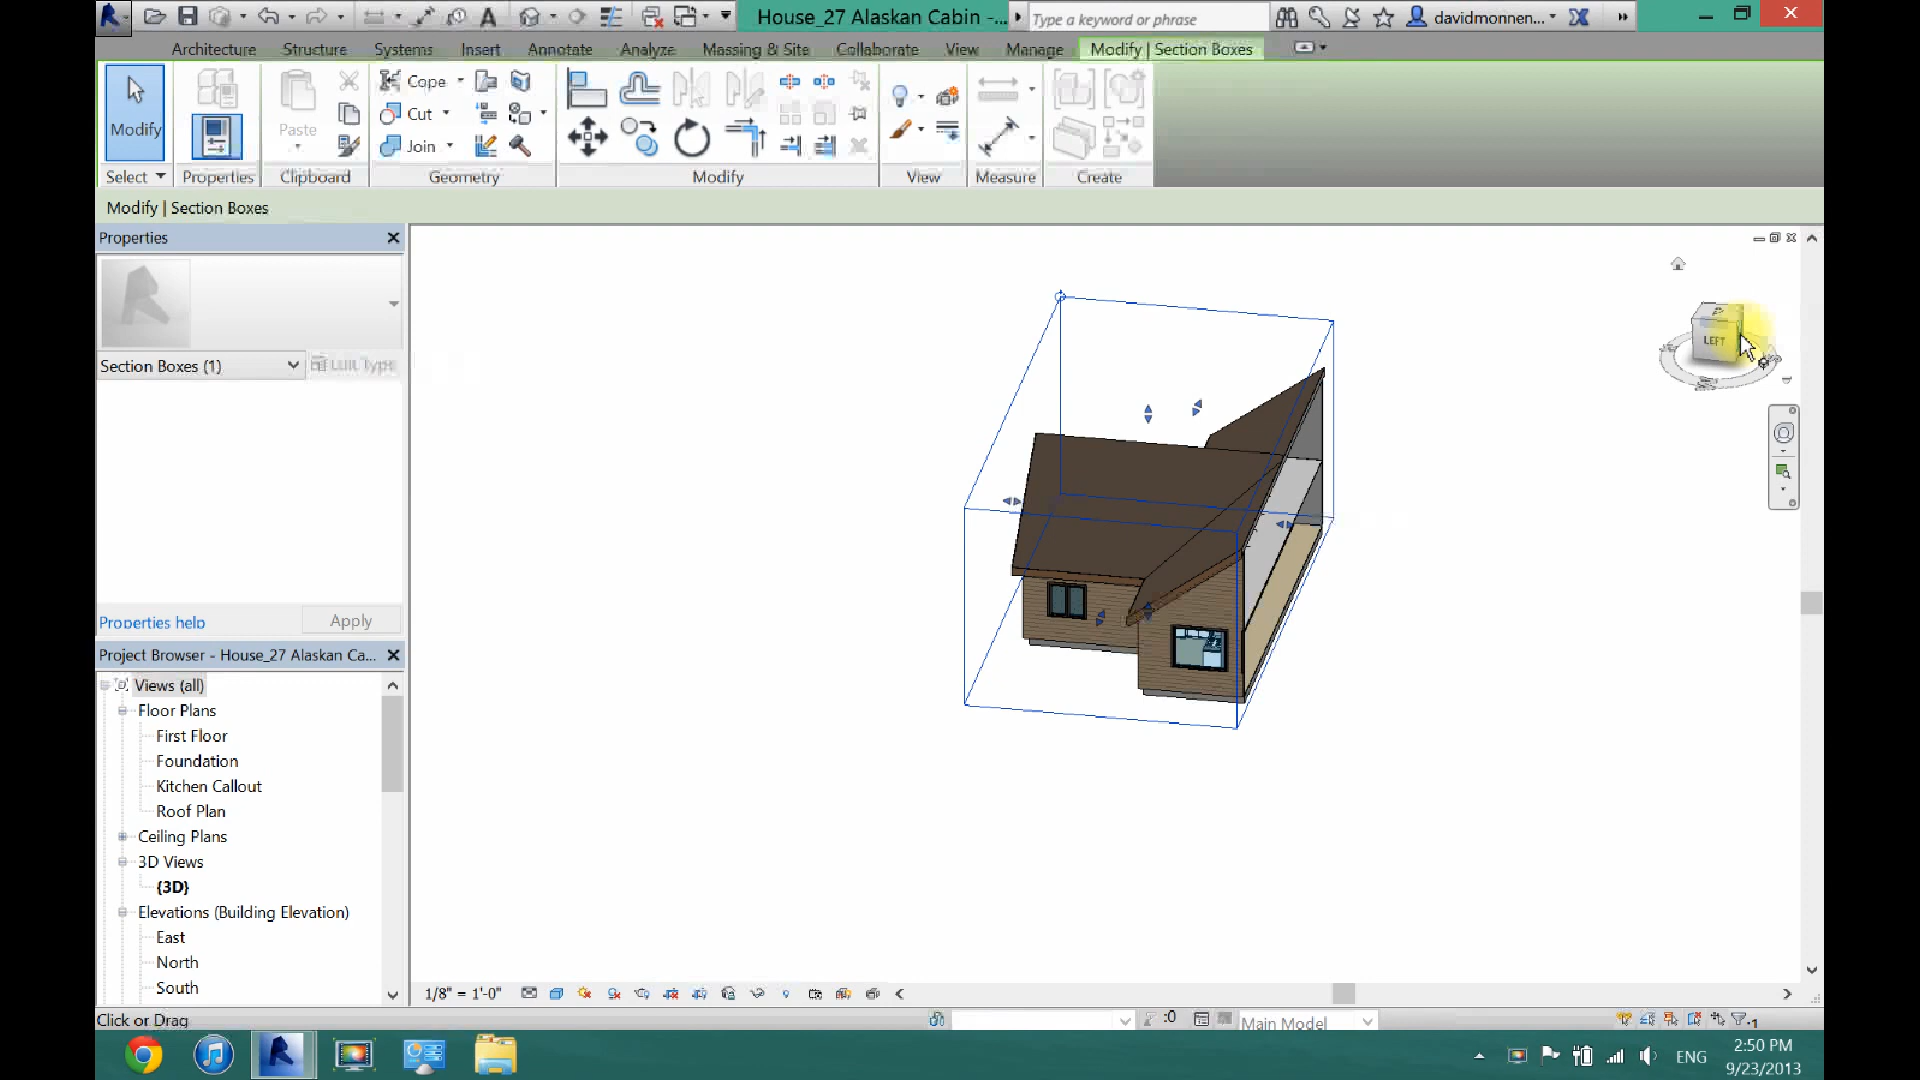 House_27 Alaskan Cabin -...
Type a keyword or phrase
davidmonnen...
Architecture
Structure
Systems
Insert
Annotate
Analyze
Massing & Site
Collaborate
View
Manage
Modify | Section Boxes
Modify
Paste
Cope
Cut
Join
Select
Properties
Clipboard
Geometry
Modify
View
Measure
Create
Modify | Section Boxes
Properties
Section Boxes (1)
Edit Type
Properties help
Apply
Project Browser - House_27 Alaskan Ca...
Views (all)
Floor Plans
First Floor
Foundation
Kitchen Callout
Roof Plan
Ceiling Plans
3D Views
{3D}
Elevations (Building Elevation)
East
North
South
LEFT
1/8" = 1'-0"
Click or Drag
:0
Main Model
:1
ENG
2:50 PM
9/23/2013